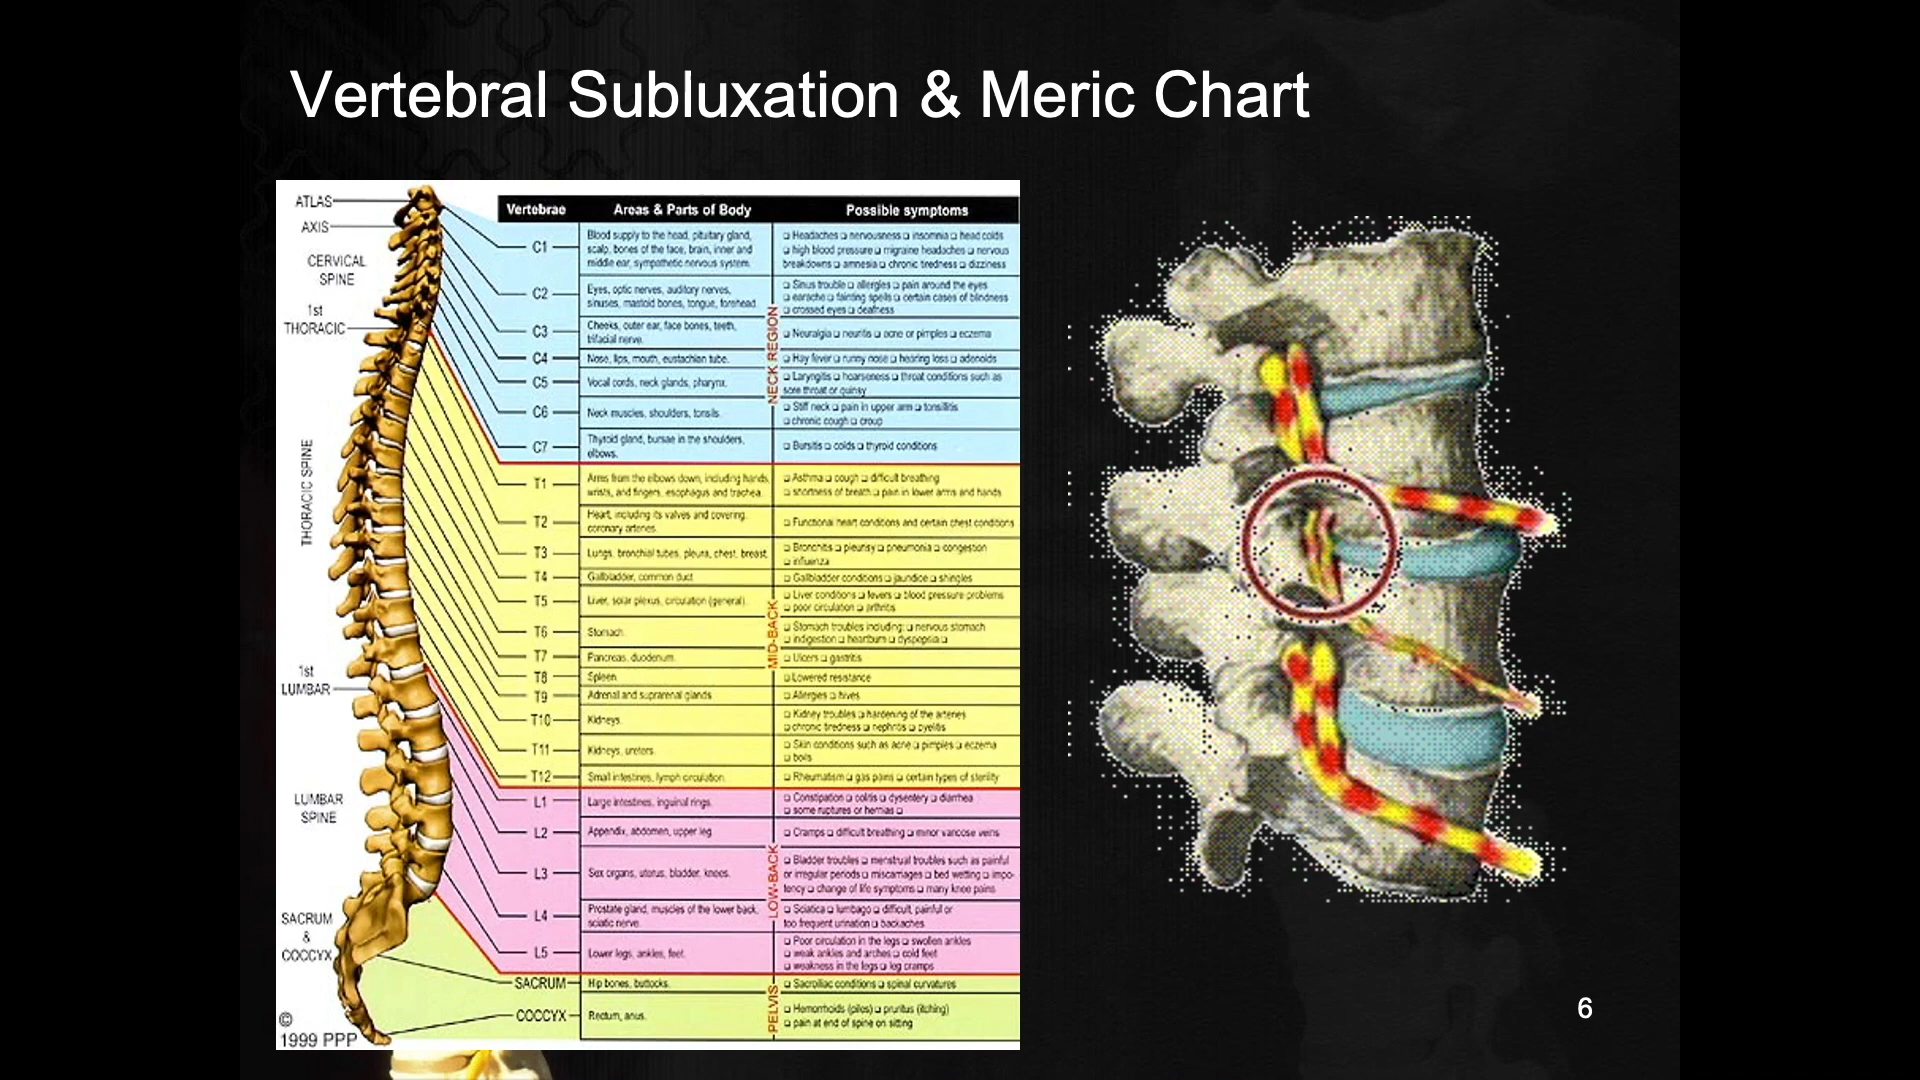 Vertebral Subluxation & Meric Chart
ATLAS
AXIS
CERVICAL
SPINE
1st
THORACIC
THORACIC SPINE
1st
LUMBAR
LUMBAR
SPINE
SACRUM
&
COCCYX
©
1999 PPP
Vertebrae Areas & Parts of Body Possible symptoms
C1
Blood supply to the head, pituitary gland,
scalp, bones of the face, brain, inner and
middle ear, sympathetic nervous system.
❑ Headaches ❑ nervousness ❑ insomnia ❑ head colds
❑ high blood pressure ❑ migraine headaches ❑ nervous
breakdowns ❑ amnesia ❑ chronic tiredness ❑ dizziness
C2
Eyes, optic nerves, auditory nerves,
sinuses, mastoid bones, tongue, forehead.
❑ Sinus trouble ❑ allergies ❑ pain around the eyes
❑ earache ❑ fainting spells ❑ certain cases of blindness
❑ crossed eyes ❑ deafness
C3
Cheeks, outer ear, face bones, teeth,
trifacial nerve.
❑ Neuralgia ❑ neuritis ❑ acne or pimples ❑ eczema
C4
Nose, lips, mouth, eustachian tube.
❑ Hay fever ❑ runny nose ❑ hearing loss ❑ adenoids
C5
Vocal cords, neck glands, pharynx.
❑ Laryngitis ❑ hoarseness ❑ throat conditions such as
sore throat or quinsy
C6
Neck muscles, shoulders, tonsils.
❑ Stiff neck ❑ pain in upper arm ❑ tonsillitis
❑ chronic cough ❑ croup
C7
Thyroid gland, bursae in the shoulders,
elbows.
❑ Bursitis ❑ colds ❑ thyroid conditions
NECK REGION
T1
Arms from the elbows down, including hands,
wrists, and fingers, esophagus and trachea.
❑ Asthma ❑ cough ❑ difficult breathing
❑ shortness of breath ❑ pain in lower arms and hands
T2
Heart, including its valves and covering,
coronary arteries.
❑ Functional heart conditions and certain chest conditions
T3
Lungs, bronchial tubes, pleura, chest, breast.
❑ Bronchitis ❑ pleurisy ❑ pneumonia ❑ congestion
❑ influenza
T4
Gallbladder, common duct
❑ Gallbladder conditions ❑ jaundice ❑ shingles
T5
Liver, solar plexus, circulation (general).
❑ Liver conditions ❑ fevers ❑ blood pressure problems
❑ poor circulation ❑ arthritis
T6
Stomach.
❑ Stomach troubles including: ❑ nervous stomach
❑ indigestion ❑ heartburn ❑ dyspepsia ❑
T7
Pancreas, duodenum.
❑ Ulcers ❑ gastritis
T8
Spleen
❑ Lowered resistance
T9
Adrenal and suprarenal glands
❑ Allergies ❑ hives
T10
Kidneys.
❑ Kidney troubles ❑ hardening of the arteries
❑ chronic tiredness ❑ nephritis ❑ pyelitis
T11
Kidneys, ureters.
❑ Skin conditions such as acne ❑ pimples ❑ eczema
❑ boils
T12
Small intestines, lymph circulation.
❑ Rheumatism ❑ gas pains ❑ certain types of sterility
MID-BACK
L1
Large intestines, inguinal rings.
❑ Constipation ❑ colitis ❑ dysentery ❑ diarrhea
❑ some ruptures or hernias ❑
L2
Appendix, abdomen, upper leg.
❑ Cramps ❑ difficult breathing ❑ minor varicose veins
L3
Sex organs, uterus, bladder, knees.
❑ Bladder troubles ❑ menstrual troubles such as painful
or irregular periods ❑ miscarriages ❑ bed wetting ❑ impo-
tency ❑ change of life symptoms ❑ many knee pains
L4
Prostate gland, muscles of the lower back,
sciatic nerve.
❑ Sciatica ❑ lumbago ❑ difficult, painful or
too frequent urination ❑ backaches
L5
Lower legs, ankles, feet.
❑ Poor circulation in the legs ❑ swollen ankles
❑ weak ankles and arches ❑ cold feet
❑ weakness in the legs ❑ leg cramps
LOW-BACK
SACRUM
Hip bones, buttocks.
❑ Sacroiliac conditions ❑ spinal curvatures
COCCYX
Rectum, anus.
❑ Hemorrhoids (piles) ❑ pruritus (itching)
❑ pain at end of spine on sitting
PELVIS
6